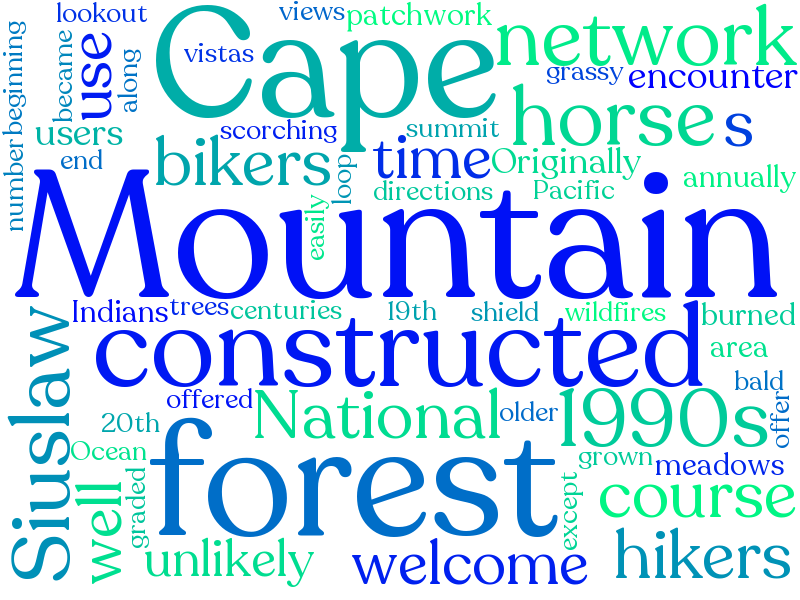 lookout
views
patchwork
Cape
network
vistas
beginning
became
use
along
grassy
encounter
horse
s
users
scorching
summit
time
bikers
Originally
end
number
loop
directions
Pacific
annually
easily
Mountain
Indians
trees
centuries
19th
shield
wildfires
burned
constructed
area
Siuslaw
bald
offered
National
older
1990s
offer
20th
forest
Ocean
grown
meadows
well
graded
except
course
unlikely
welcome
hikers